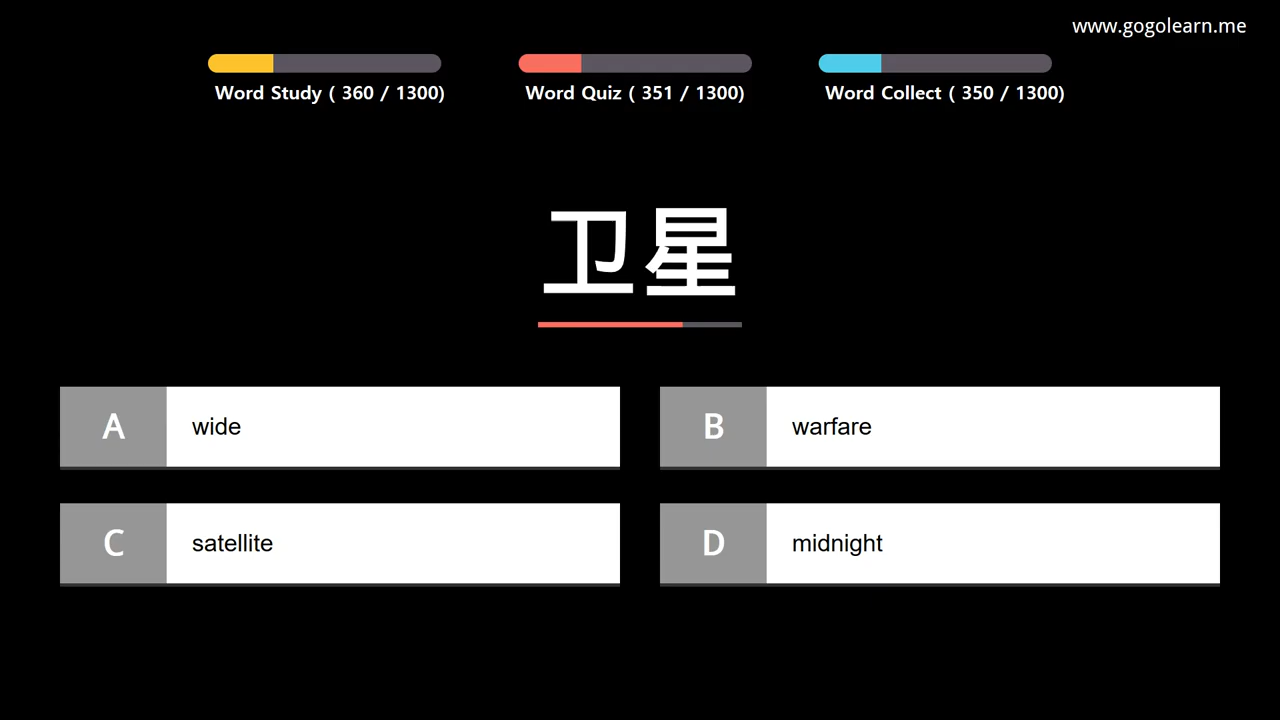 www.gogolearn.me
Word Study ( 360 / 1300)
Word Quiz ( 351 / 1300)
Word Collect ( 350 / 1300)
卫星
A wide
B warfare
C satellite
D midnight